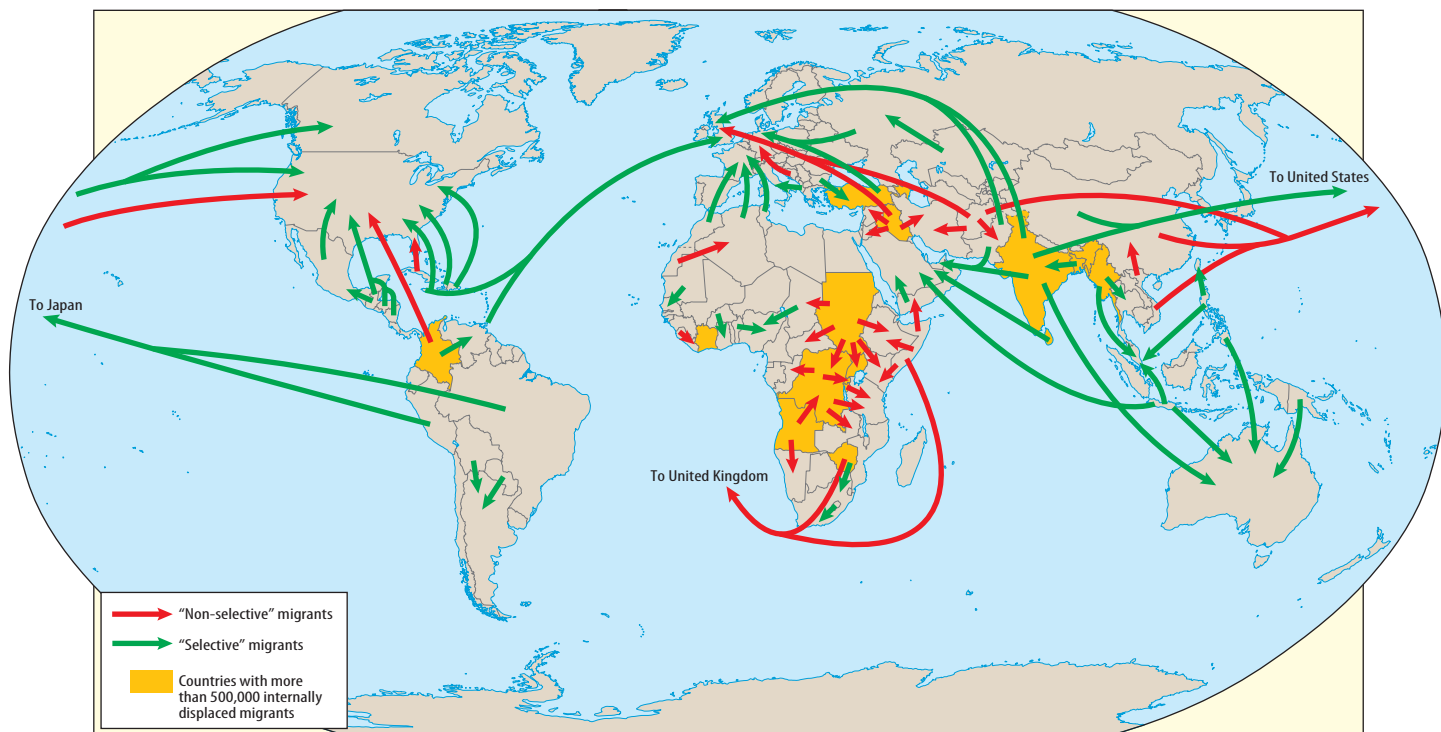 To United States
To Japan
To United Kingdom
"Non-selective" migrants
"Selective" migrants
Countries with more
than 500,000 internally
displaced migrants